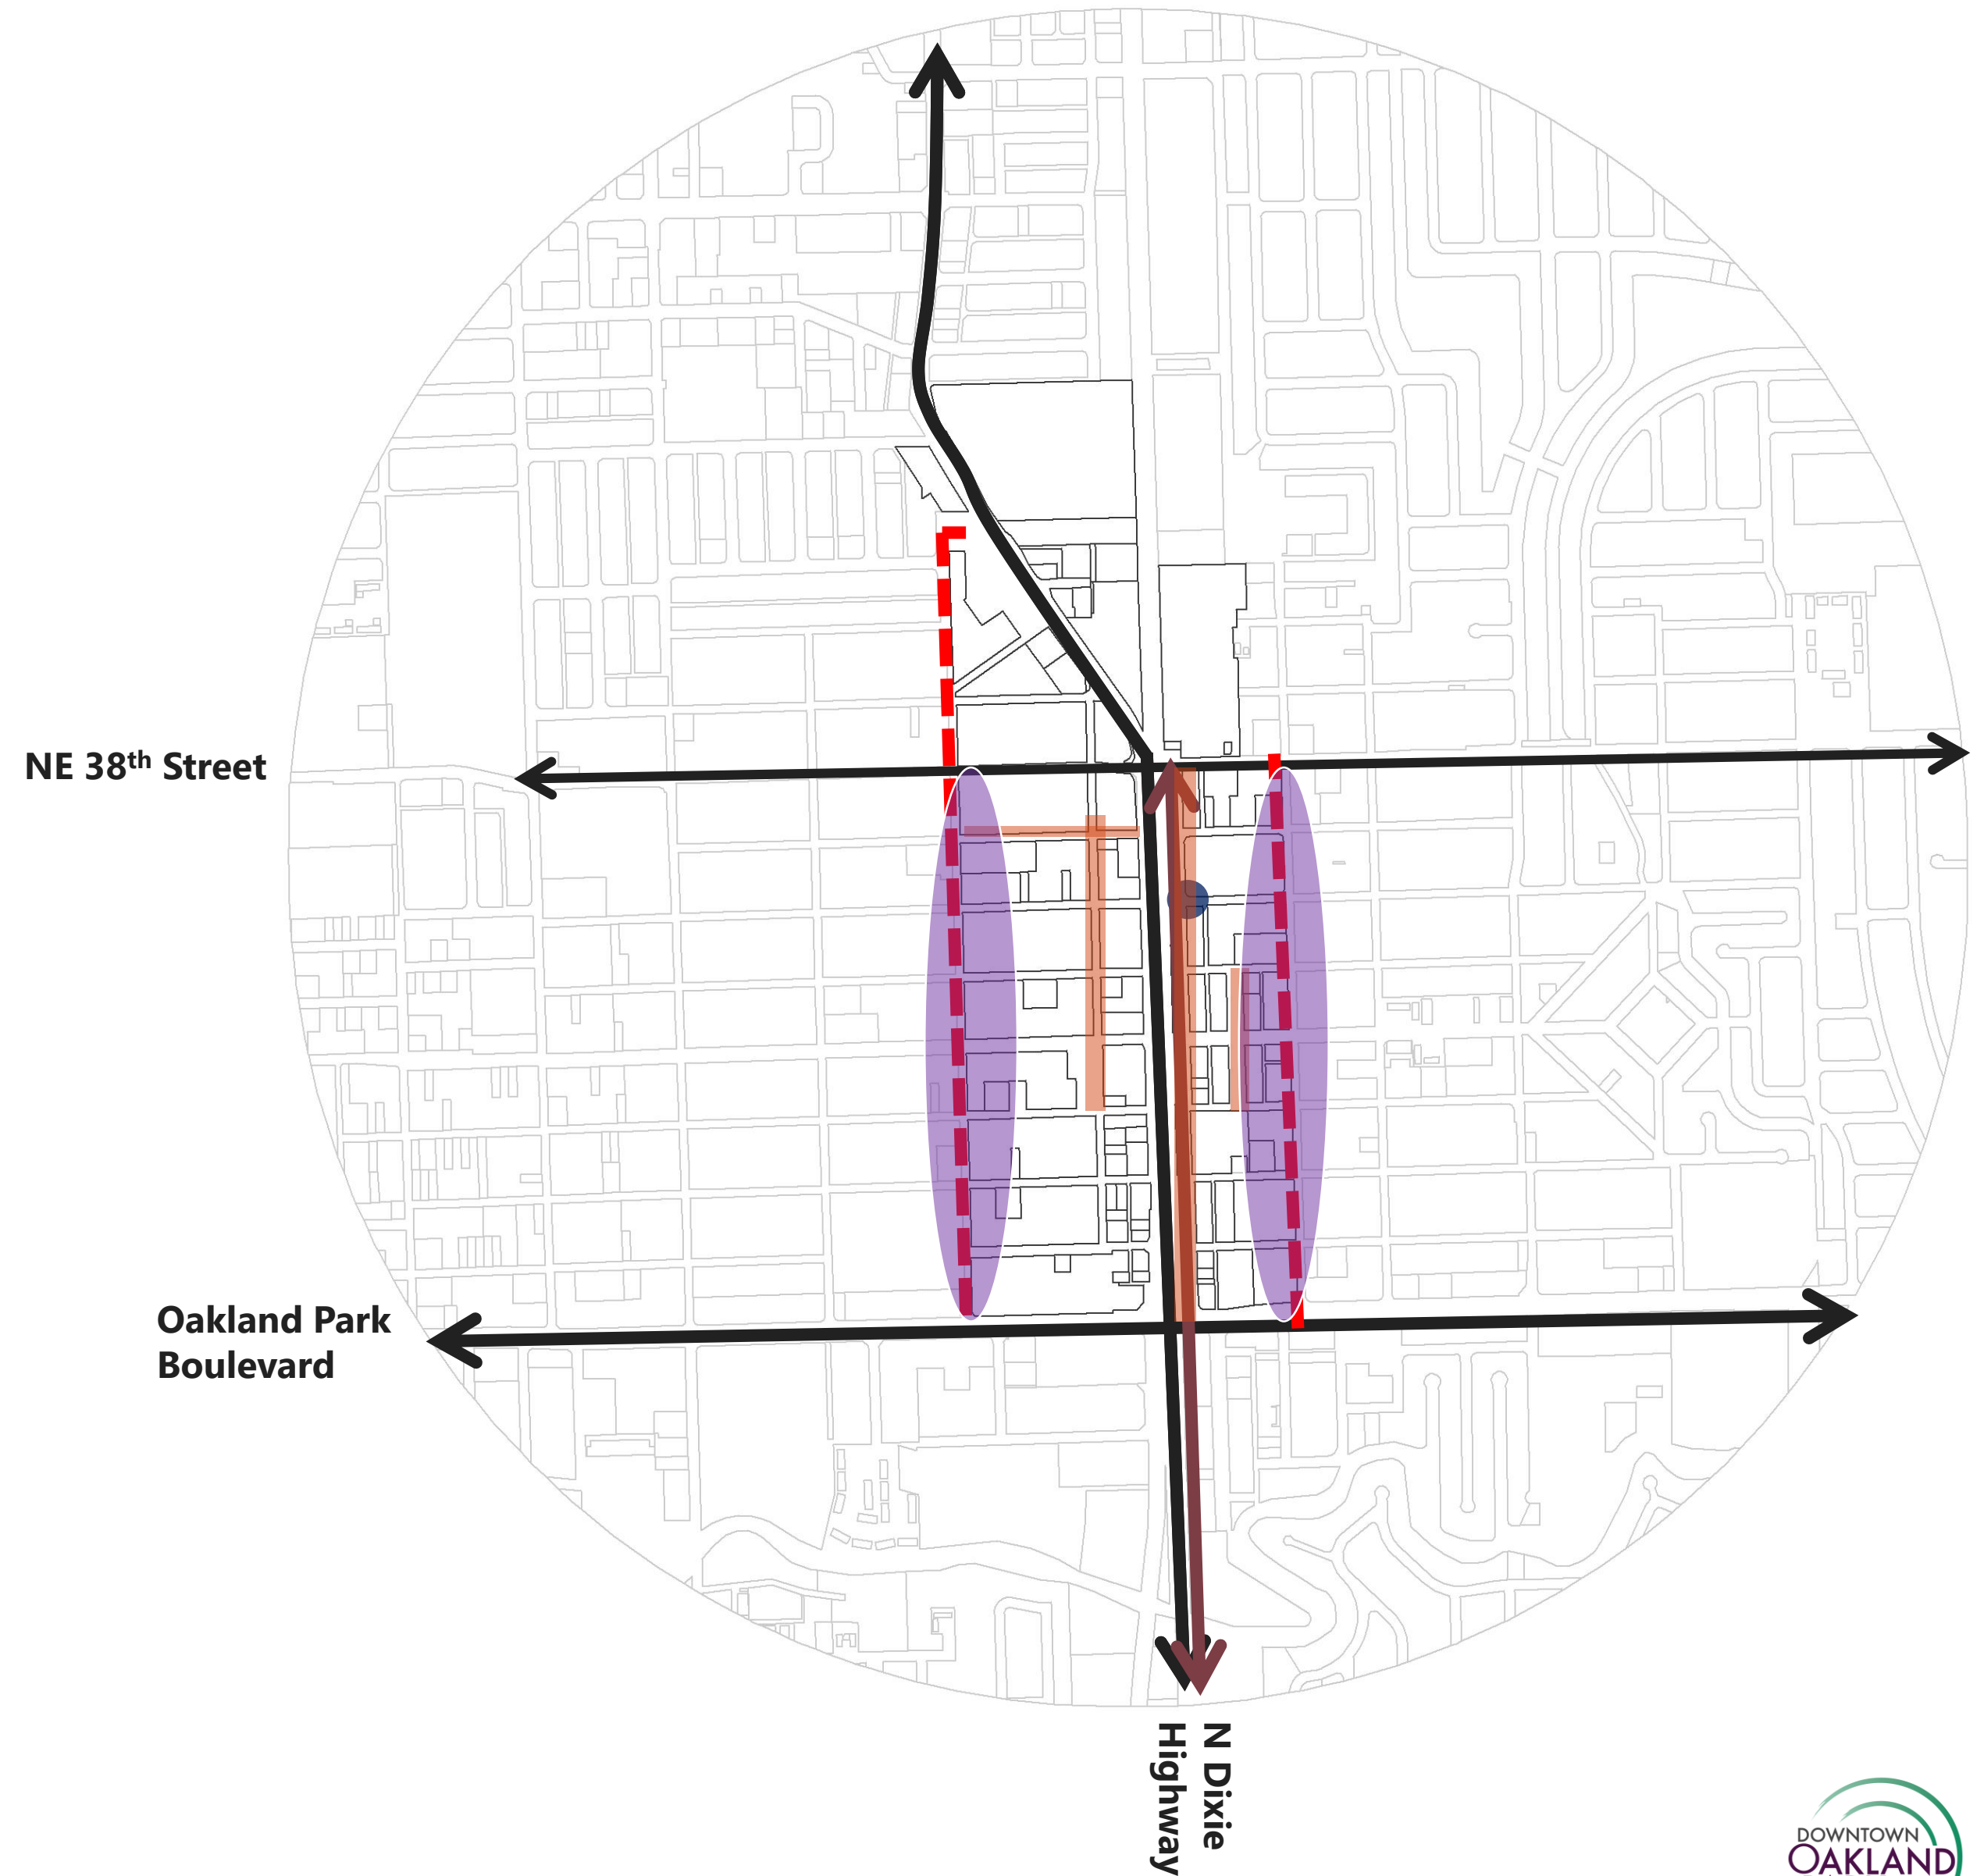 NE 38th Street
Oakland Park
Boulevard
N Dixie
Highway
DOWNTOWN
OAKLAND